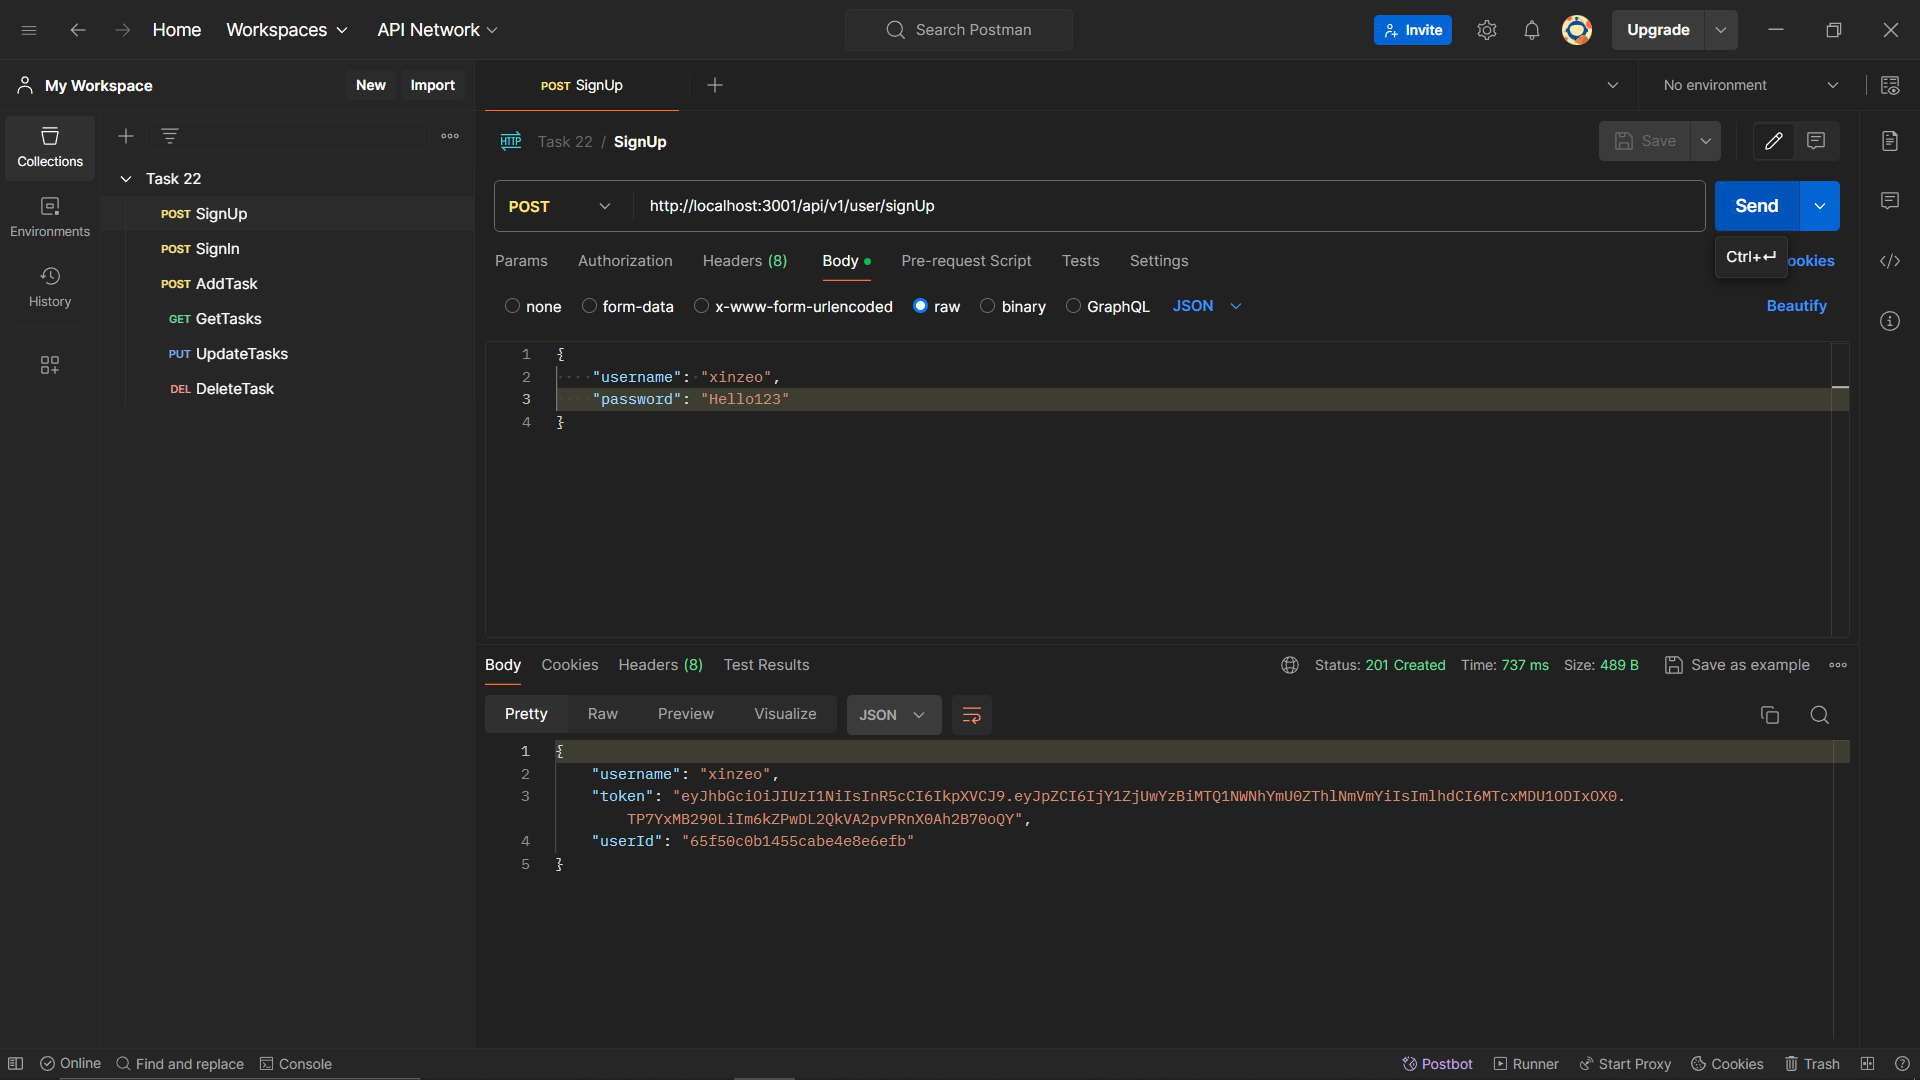 Home Workspaces API Network Search Postman Invite Upgrade
My Workspace New Import POST SignUp No environment
Collections
Environments
History
Task 22
POST SignUp
POST SignIn
POST AddTask
GET GetTasks
PUT UpdateTasks
DEL DeleteTask
HTTP Task 22 / SignUp Save
POST http://localhost:3001/api/v1/user/signUp Send
Ctrl+↵
Params Authorization Headers (8) Body Pre-request Script Tests Settings ookies
none form-data x-www-form-urlencoded raw binary GraphQL JSON Beautify
1 {
2 "username": "xinzeo",
3 "password": "Hello123"
4 }
Body Cookies Headers (8) Test Results Status: 201 Created Time: 737 ms Size: 489 B Save as example
Pretty Raw Preview Visualize JSON
1 {
2 "username": "xinzeo",
3 "token": "eyJhbGciOiJIUzI1NiIsInR5cCI6IkpXVCJ9.eyJpZCI6IjY1ZjUwYzBiMTQ1NWNhYmU0ZThlNmVmYiIsImlhdCI6MTcxMDU1ODIxOX0.
TP7YxMB290LiIm6kZPwDL2QkVA2pvPRnX0Ah2B70oQY",
4 "userId": "65f50c0b1455cabe4e8e6efb"
5 }
Online Find and replace Console Postbot Runner Start Proxy Cookies Trash